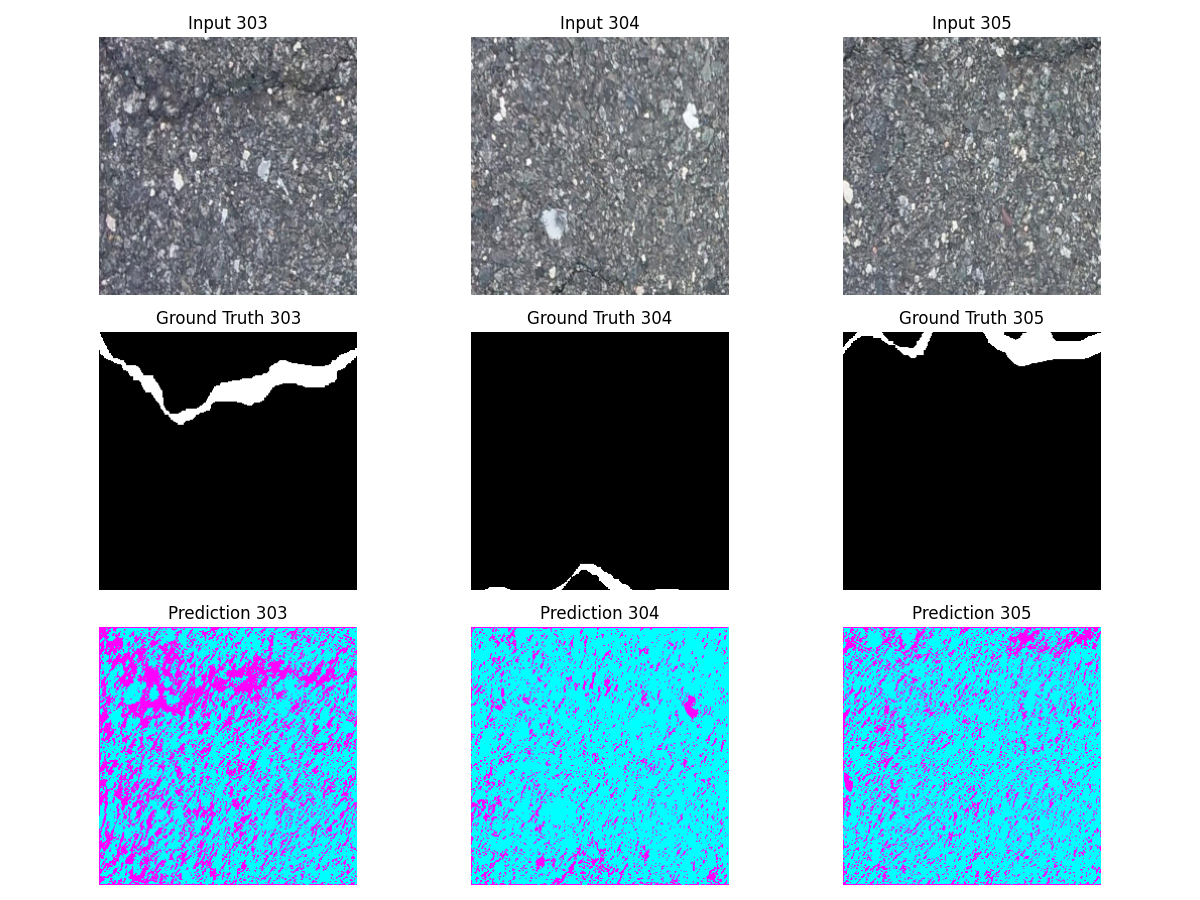 Input 303
Input 304
Input 305
Ground Truth 303
Ground Truth 304
Ground Truth 305
Prediction 303
Prediction 304
Prediction 305